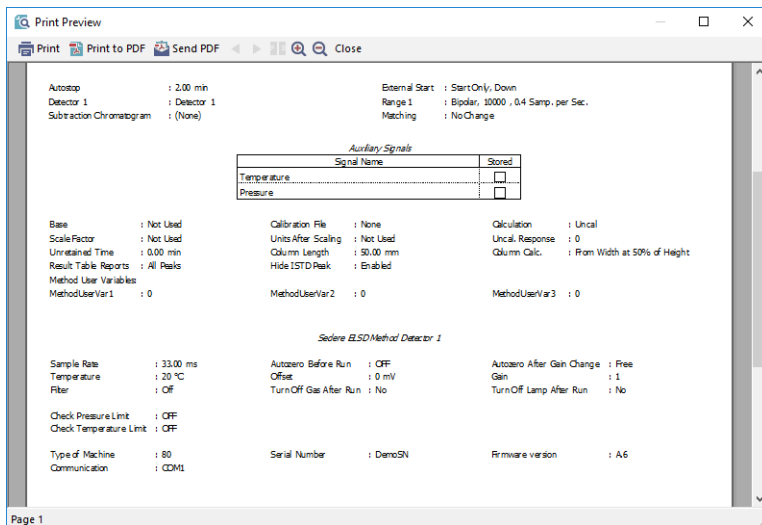 Print Preview
Print Print to PDF Send PDF Close
Autostop : 2.00 min External Start : Start Only, Down
Detector 1 : Detector 1 Range 1 : Bipolar, 10000 , 0.4 Samp. per Sec.
Subtraction Chromatogram : (None) Matching : No Change
Auxiliary Signals
Signal Name Stored
Temperature
Pressure
Base : Not Used Calibration File : None Calculation : Uncal
Scale Factor : Not Used Units After Scaling : Not Used Uncal. Response : 0
Unretained Time : 0.00 min Column Length : 50.00 mm Column Calc. : From Width at 50% of Height
Result Table Reports : All Peaks Hide ISTD Peak : Enabled
Method User Variables:
MethodUserVar1 : 0 MethodUserVar2 : 0 MethodUserVar3 : 0
Sedere ELSD Method Detector 1
Sample Rate : 33.00 ms Autozero Before Run : OFF Autozero After Gain Change : Free
Temperature : 20 °C Offset : 0 mV Gain : 1
Filter : Off Turn Off Gas After Run : No Turn Off Lamp After Run : No
Check Pressure Limit : OFF
Check Temperature Limit : OFF
Type of Machine : 80 Serial Number : DemoSN Firmware version : A.6
Communication : COM1
Page 1